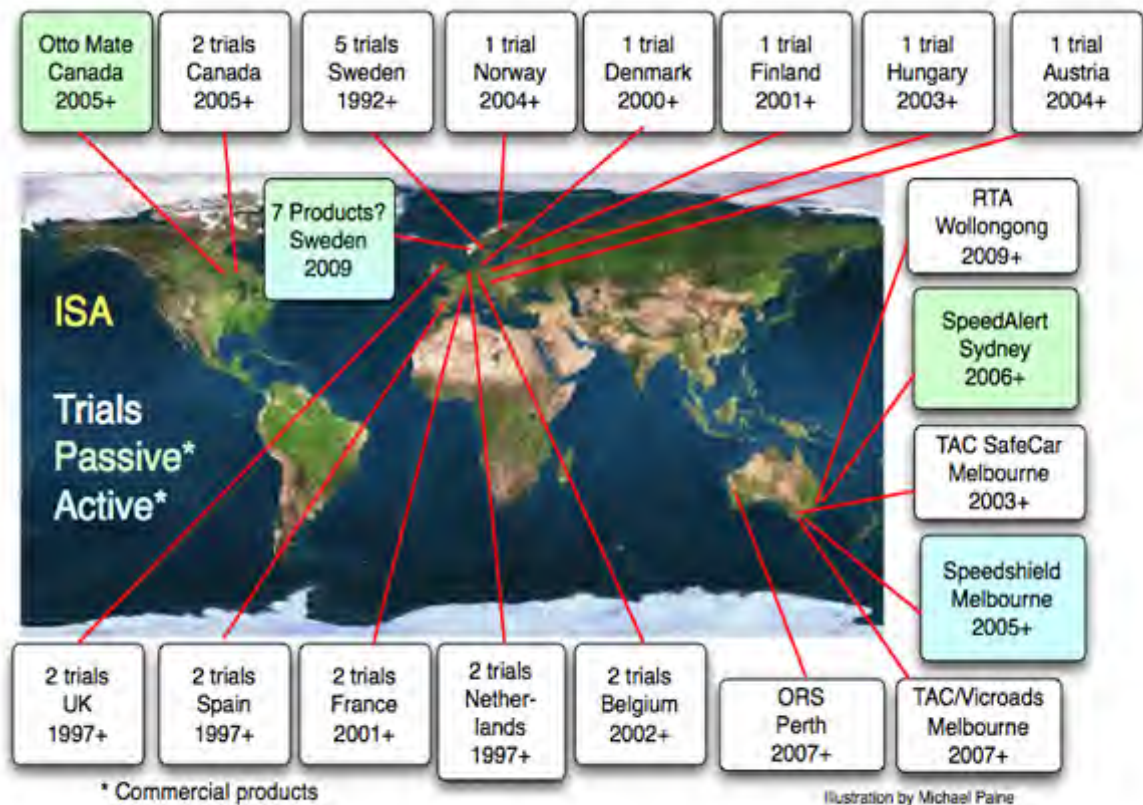 Otto Mate
Canada
2005+
2 trials
Canada
2005+
5 trials
Sweden
1992+
1 trial
Norway
2004+
1 trial
Denmark
2000+
1 trial
Finland
2001+
1 trial
Hungary
2003+
1 trial
Austria
2004+
7 Products?
Sweden
2009
ISA
Trials
Passive*
Active*
RTA
Wollongong
2009+
SpeedAlert
Sydney
2006+
TAC SafeCar
Melbourne
2003+
Speedshield
Melbourne
2005+
2 trials
UK
1997+
2 trials
Spain
1997+
2 trials
France
2001+
2 trials
Nether-
lands
1997+
2 trials
Belgium
2002+
ORS
Perth
2007+
TAC/Vicroads
Melbourne
2007+
* Commercial products
Illustration by Michael Paine